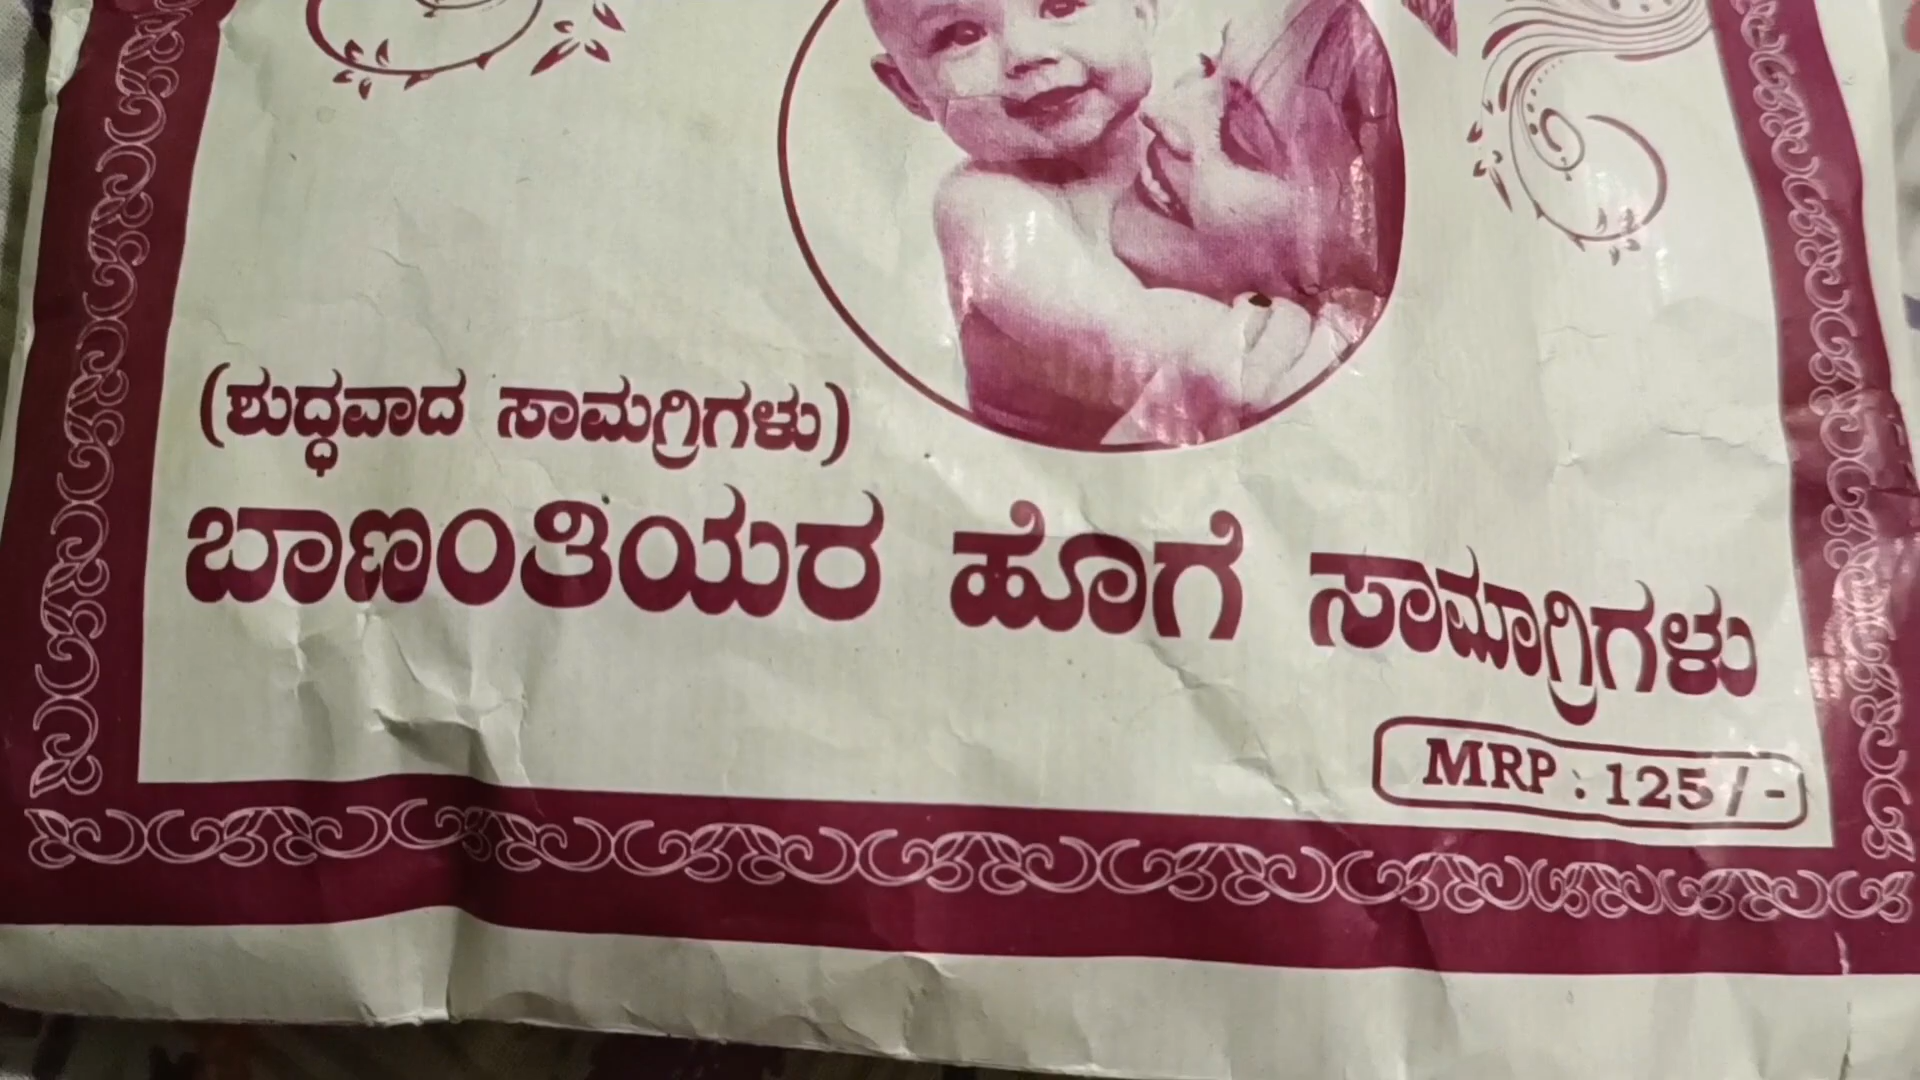 (ಶುದ್ಧವಾದ ಸಾಮಗ್ರಿಗಳು)
ಬಾಣಂತಿಯರ ಹೊಗೆ ಸಾಮಾಗ್ರಿಗಳು
MRP : 125/-